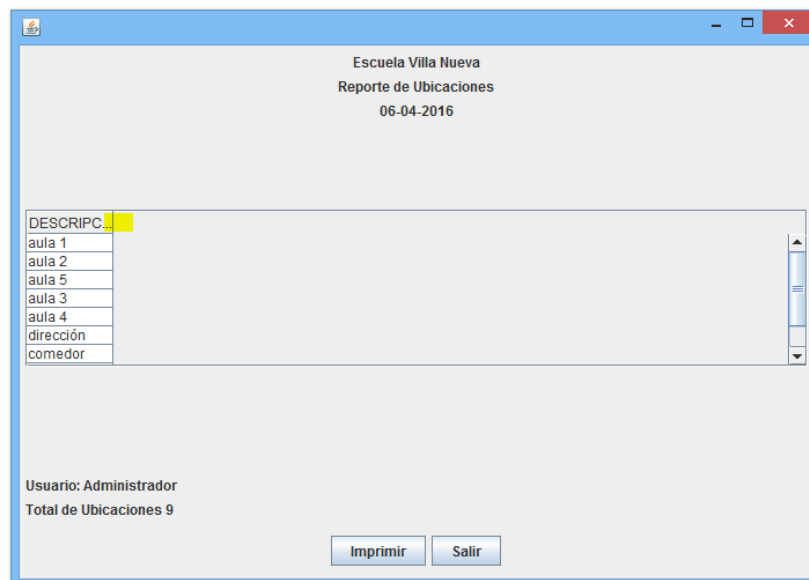 Escuela Villa Nueva
Reporte de Ubicaciones
06-04-2016
DESCRIPC...
aula 1
aula 2
aula 5
aula 3
aula 4
dirección
comedor
Usuario: Administrador
Total de Ubicaciones 9
Imprimir Salir